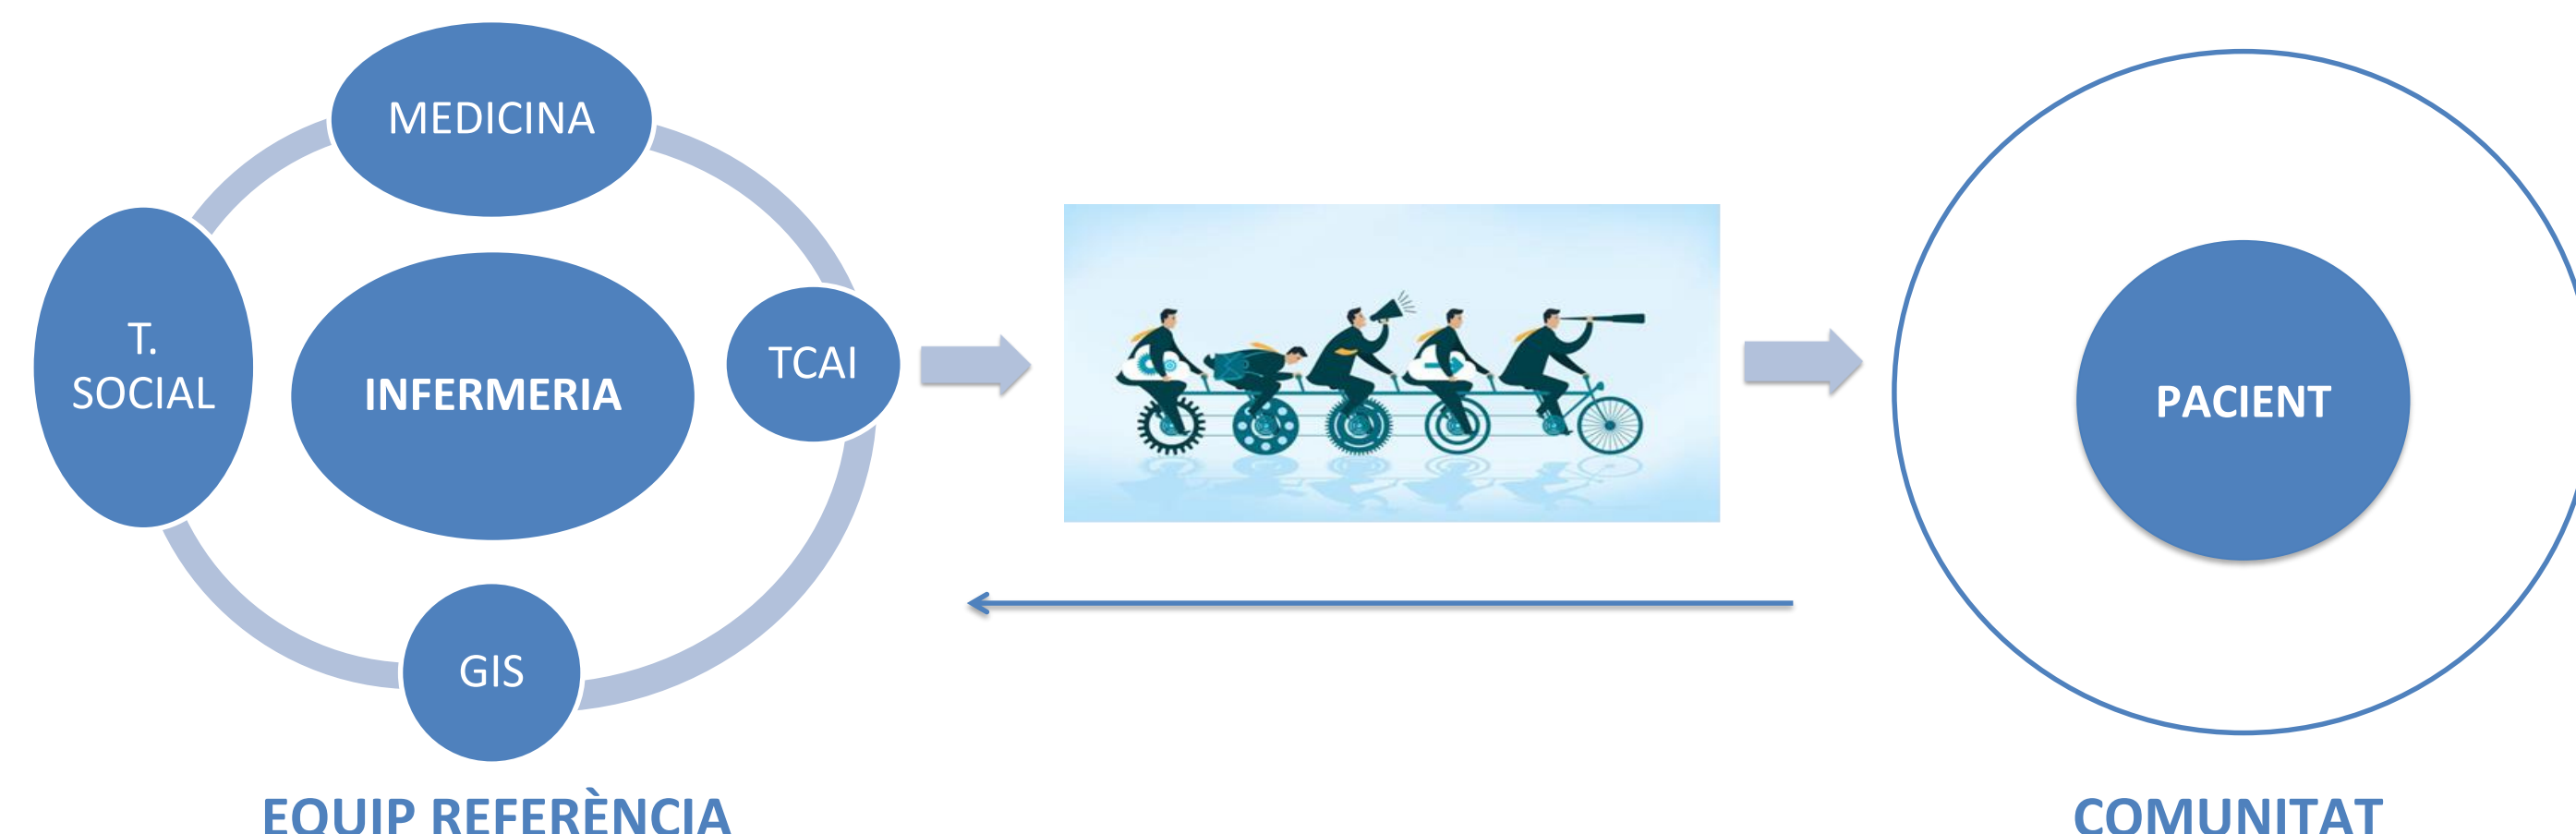 MEDICINA
T.
SOCIAL
INFERMERIA
TCAI
GIS
EQUIP REFERÈNCIA
PACIENT
COMUNITAT